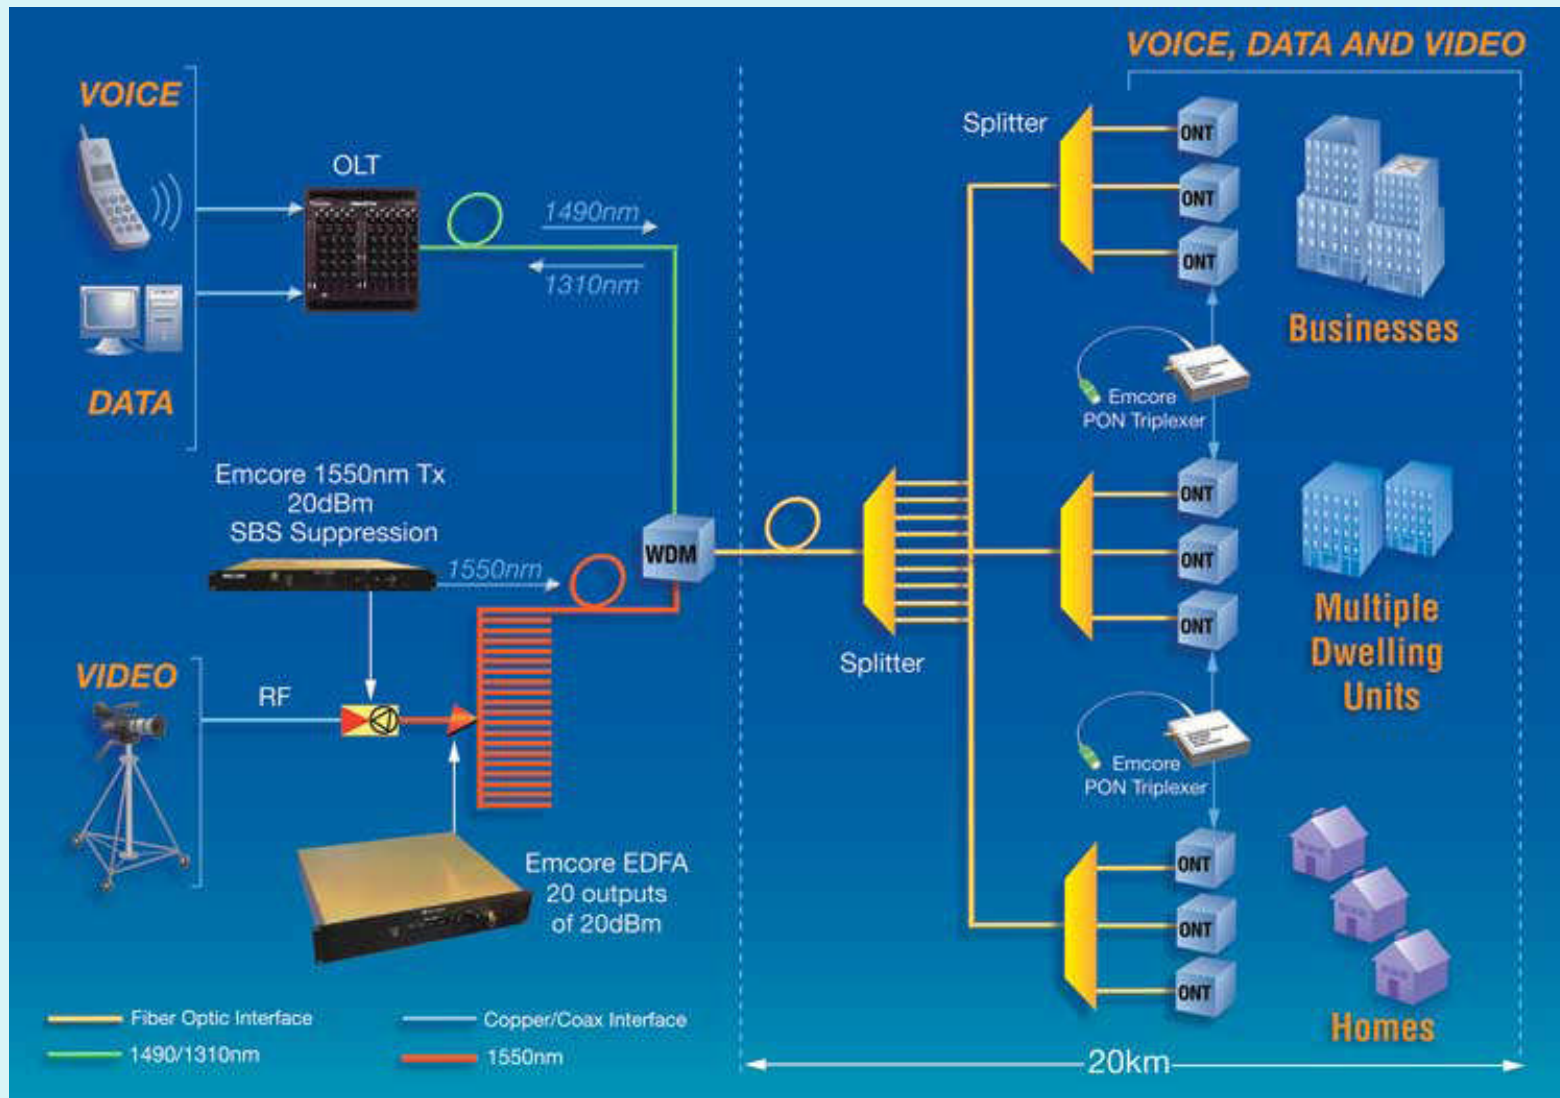 VOICE, DATA AND VIDEO
VOICE
OLT
1490nm
1310nm
DATA
Emcore 1550nm Tx
20dBm
SBS Suppression
1550nm
WDM
VIDEO
RF
Emcore EDFA
20 outputs
of 20dBm
Splitter
Splitter
ONT
ONT
ONT
Businesses
Emcore
PON Triplexer
ONT
ONT
ONT
Multiple
Dwelling
Units
Emcore
PON Triplexer
ONT
ONT
ONT
Homes
Fiber Optic Interface
Copper/Coax Interface
1490/1310nm
1550nm
20km